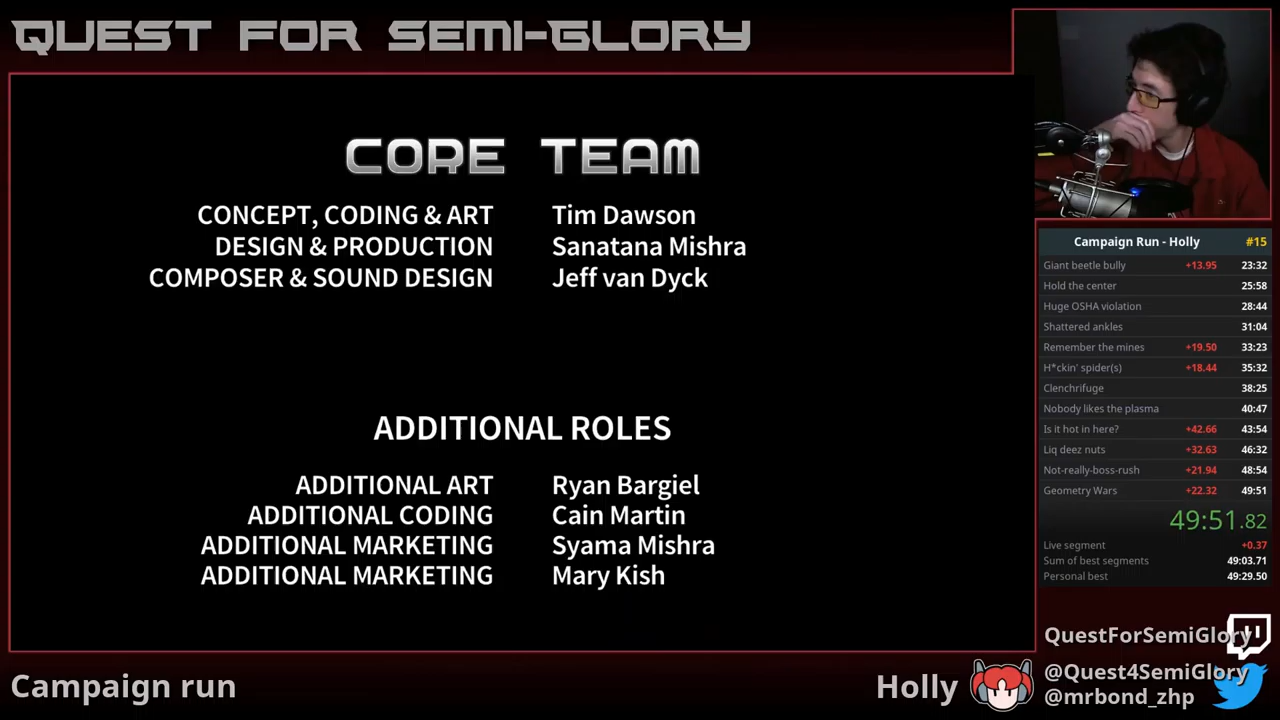 QUEST FOR SEMI-GLORY
CORE TEAM
CONCEPT, CODING & ART Tim Dawson
DESIGN & PRODUCTION Sanatana Mishra
COMPOSER & SOUND DESIGN Jeff van Dyck
ADDITIONAL ROLES
ADDITIONAL ART Ryan Bargiel
ADDITIONAL CODING Cain Martin
ADDITIONAL MARKETING Syama Mishra
ADDITIONAL MARKETING Mary Kish
Campaign Run - Holly #15
Giant beetle bully +13.95 23:32
Hold the center 25:58
Huge OSHA violation 28:44
Shattered ankles 31:04
Remember the mines +19.50 33:23
H*ckin' spider(s) +18.44 35:32
Clenchrifuge 38:25
Nobody likes the plasma 40:47
Is it hot in here? +42.66 43:54
Liq deez nuts +32.63 46:32
Not-really-boss-rush +21.94 48:54
Geometry Wars +22.32 49:51
49:51.82
Live segment +0.37
Sum of best segments 49:03.71
Personal best 49:29.50
QuestForSemiGlory
@Quest4SemiGlory
@mrbond_zhp
Campaign run
Holly